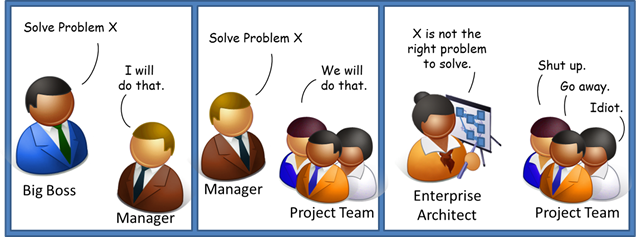 Solve Problem X
I will
do that.
Big Boss
Manager
Solve Problem X
We will
do that.
Manager
Project Team
X is not the
right problem
to solve.
Shut up.
Go away.
Idiot.
Enterprise
Architect
Project Team